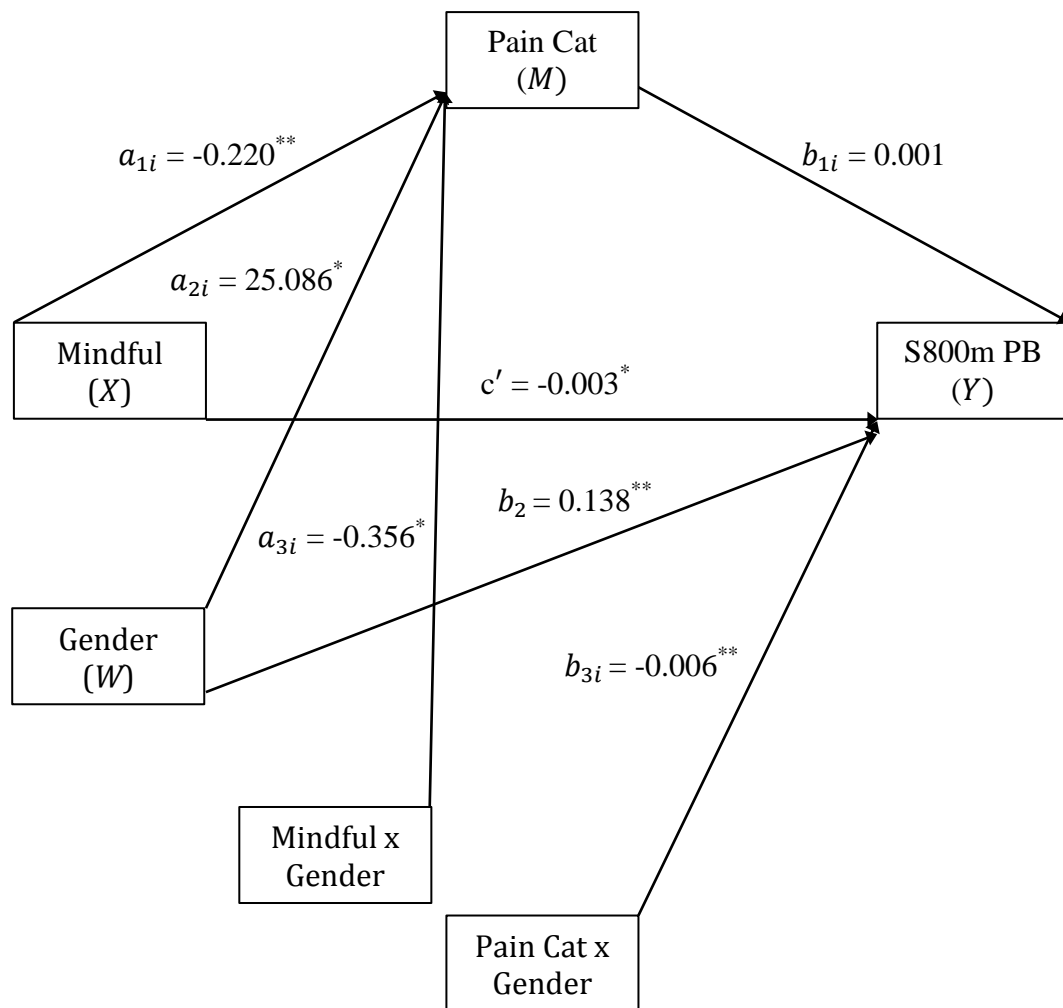 Pain Cat
(M)
a₁ᵢ = -0.220**
b₁ᵢ = 0.001
a₂ᵢ = 25.086*
Mindful
(X)
S800m PB
(Y)
c′ = -0.003*
b₂ = 0.138**
a₃ᵢ = -0.356*
Gender
(W)
b₃ᵢ = -0.006**
Mindful x
Gender
Pain Cat x
Gender